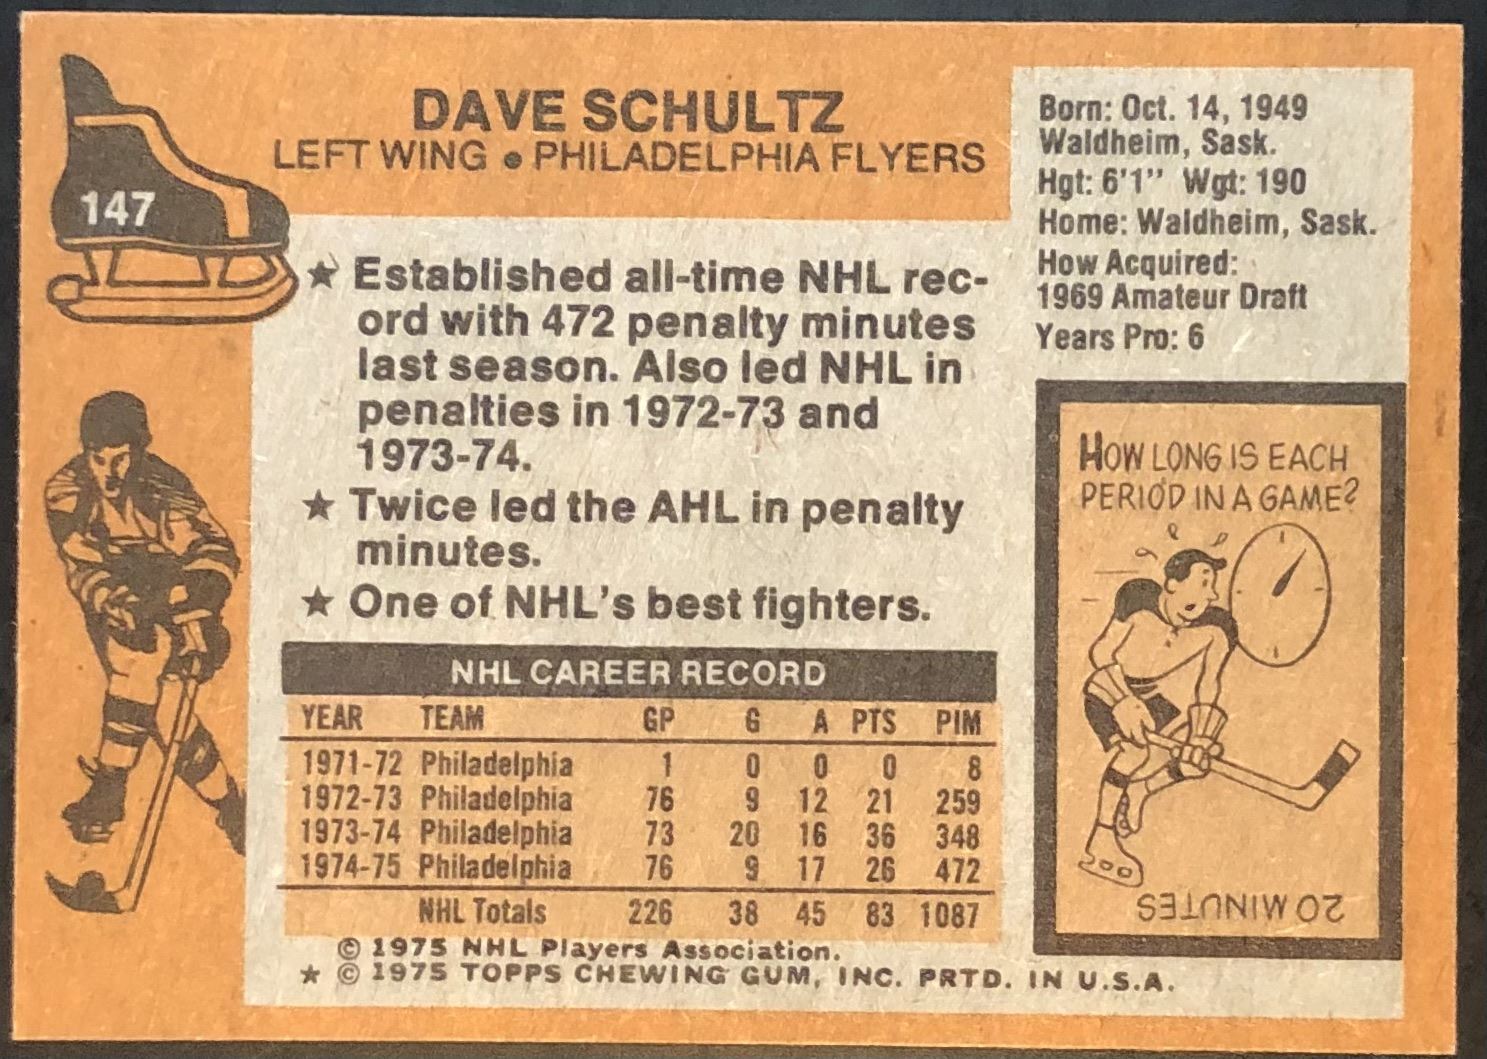 147
DAVE SCHULTZ
LEFT WING • PHILADELPHIA FLYERS
Born: Oct. 14, 1949
Waldheim, Sask.
Hgt: 6'1" Wgt: 190
Home: Waldheim, Sask.
How Acquired:
1969 Amateur Draft
Years Pro: 6
★ Established all-time NHL rec-
ord with 472 penalty minutes
last season. Also led NHL in
penalties in 1972-73 and
1973-74.
★ Twice led the AHL in penalty
minutes.
★ One of NHL's best fighters.
NHL CAREER RECORD
YEAR TEAM GP G A PTS PIM
1971-72 Philadelphia 1 0 0 0 8
1972-73 Philadelphia 76 9 12 21 259
1973-74 Philadelphia 73 20 16 36 348
1974-75 Philadelphia 76 9 17 26 472
NHL Totals 226 38 45 83 1087
© 1975 NHL Players Association.
★ © 1975 TOPPS CHEWING GUM, INC. PRTD. IN U.S.A.
HOW LONG IS EACH
PERIOD IN A GAME?
20 MINUTES